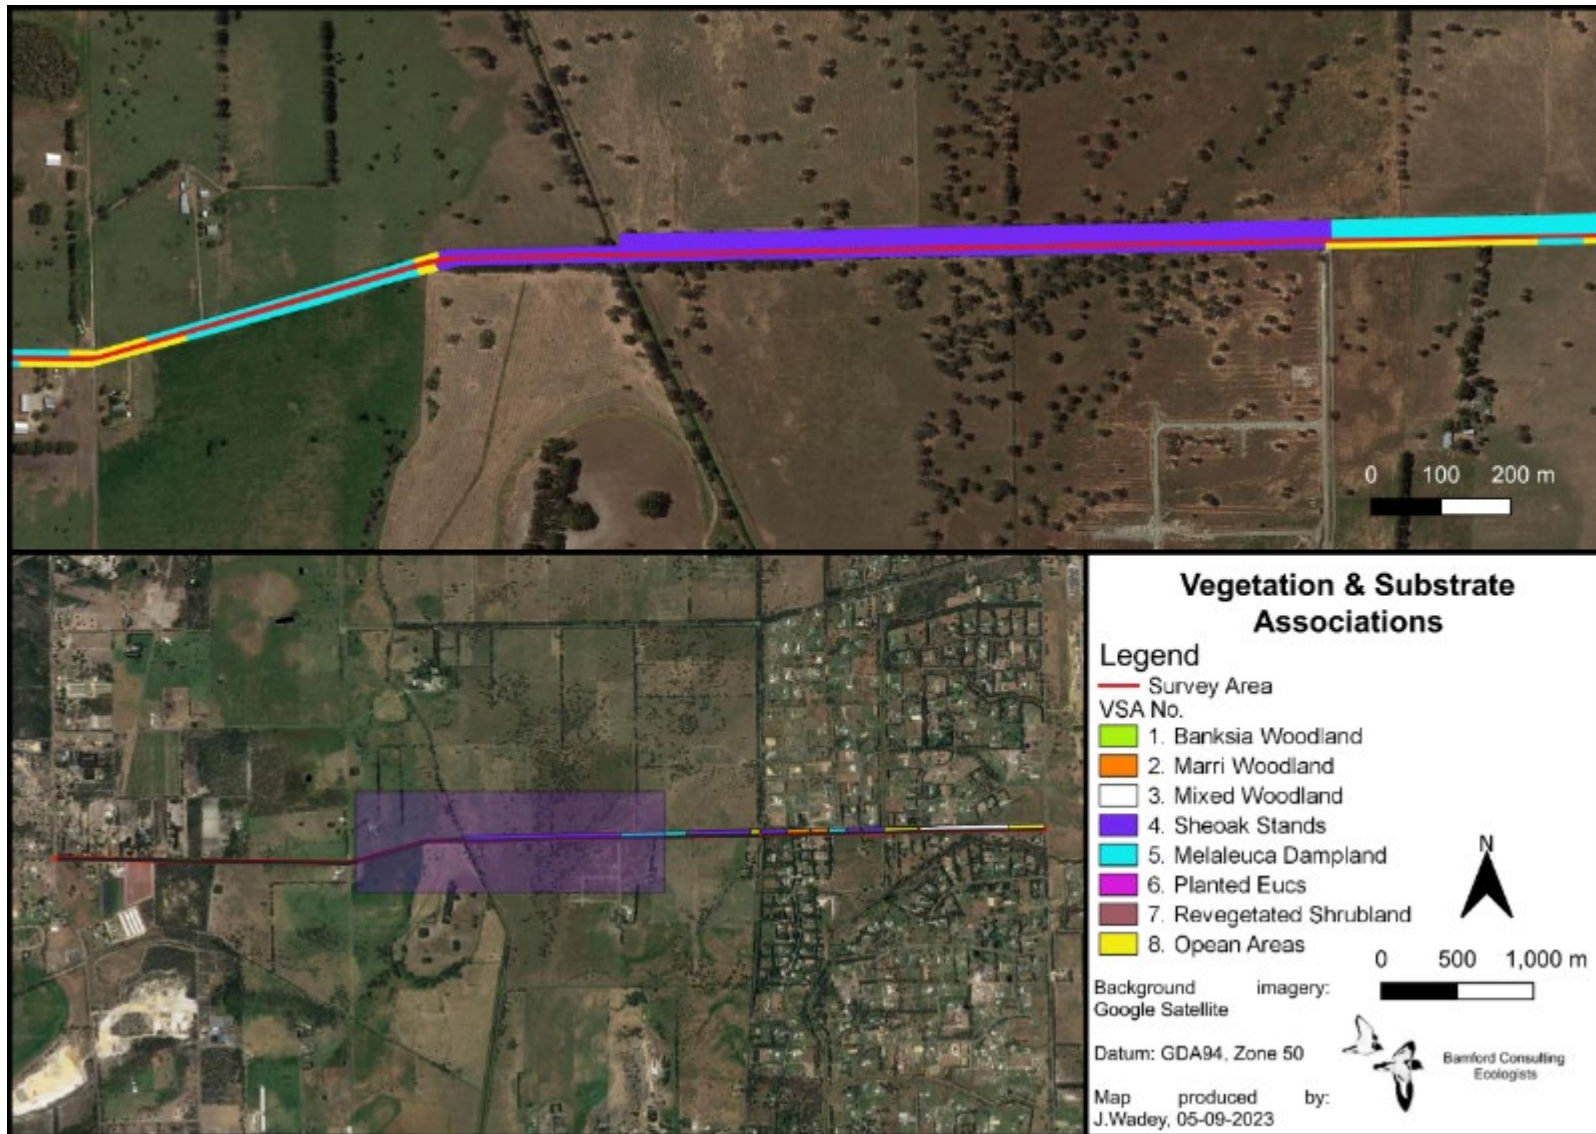 0 100 200 m
Vegetation & Substrate
Associations
Legend
Survey Area
VSA No.
1. Banksia Woodland
2. Marri Woodland
3. Mixed Woodland
4. Sheoak Stands
5. Melaleuca Dampland
6. Planted Eucs
7. Revegetated Shrubland
8. Opean Areas
N
0 500 1,000 m
Background imagery:
Google Satellite
Datum: GDA94, Zone 50
Bamford Consulting
Ecologists
Map produced by:
J.Wadey, 05-09-2023